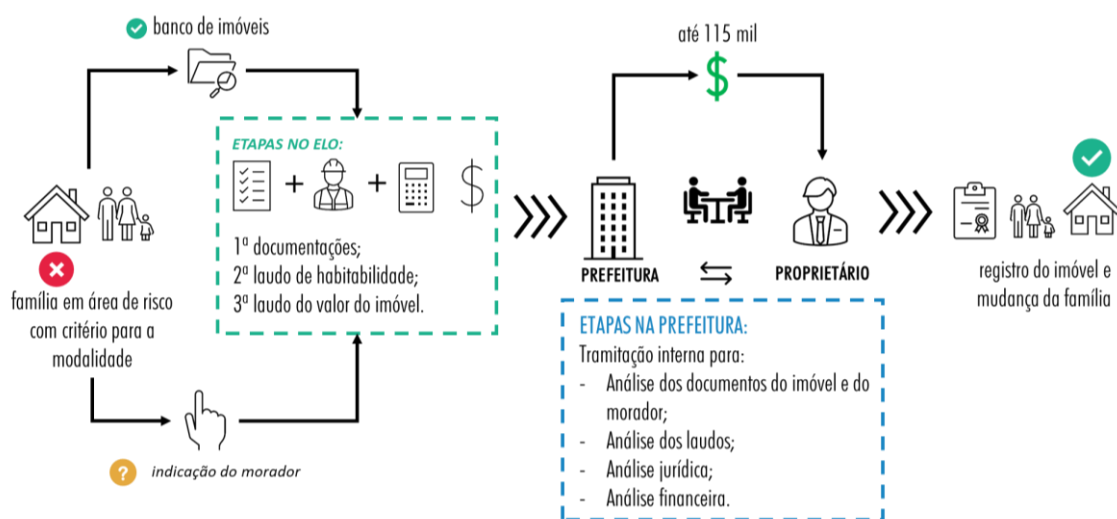 banco de imóveis
família em área de risco
com critério para a
modalidade
?
indicação do morador
ETAPAS NO ELO:
1ª documentações;
2ª laudo de habitabilidade;
3ª laudo do valor do imóvel.
até 115 mil
$
$
PREFEITURA
PROPRIETÁRIO
ETAPAS NA PREFEITURA:
Tramitação interna para:
- Análise dos documentos do imóvel e do
morador;
- Análise dos laudos;
- Análise jurídica;
- Análise financeira.
registro do imóvel e
mudança da família